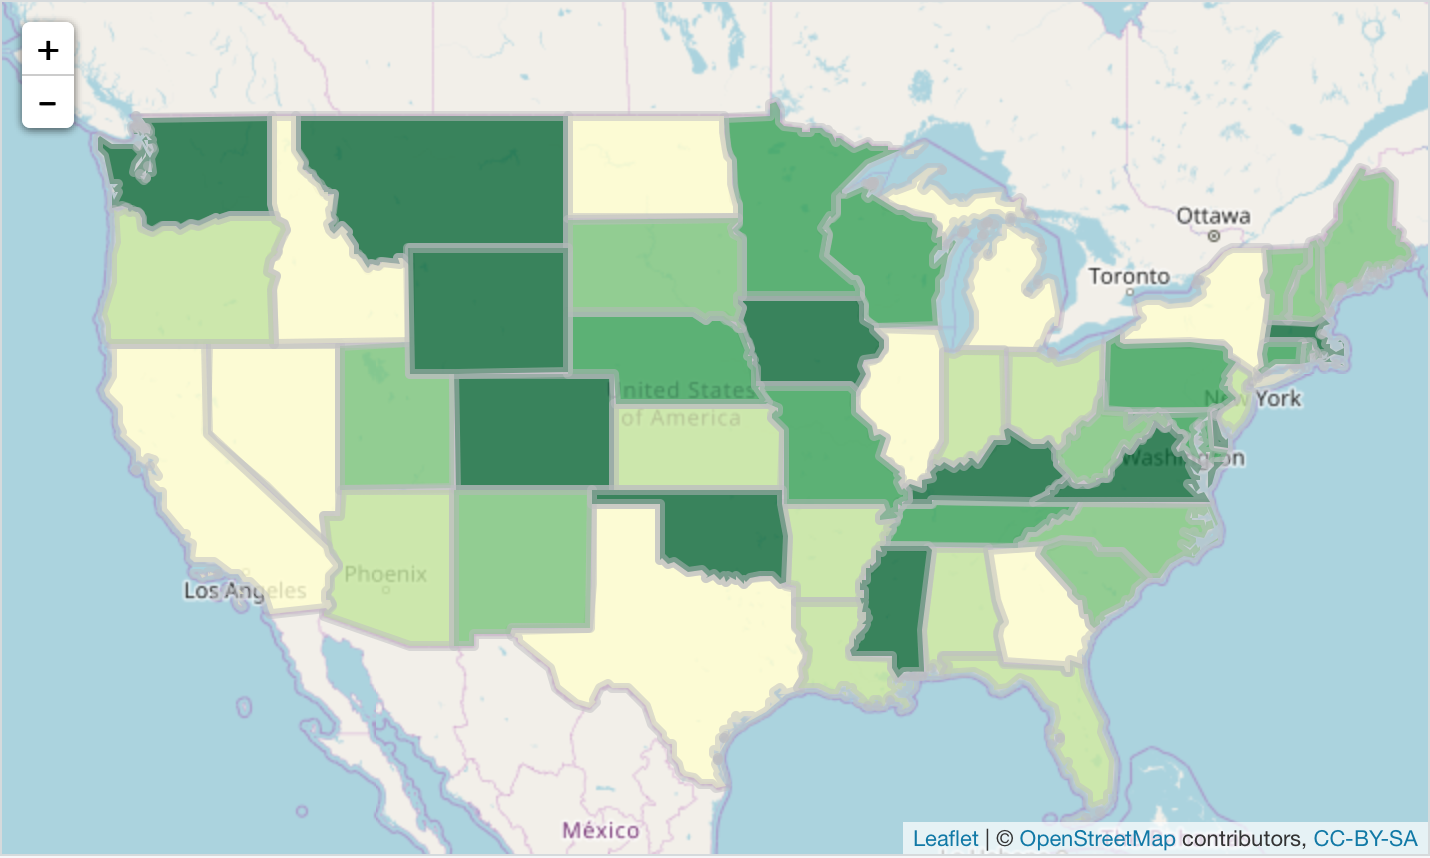 +
−
Ottawa
Toronto
United States
of America
New York
Washington
Phoenix
Los Angeles
México
Leaflet | © OpenStreetMap contributors, CC-BY-SA